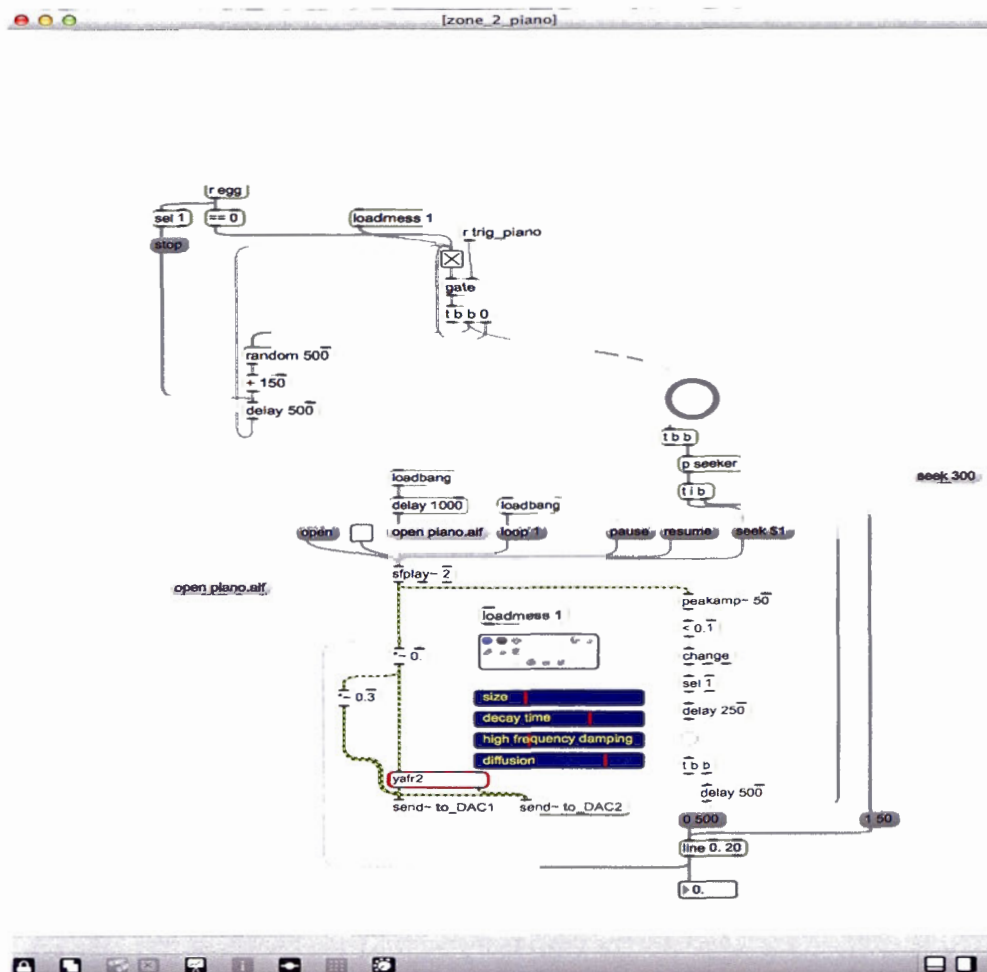 [zone_2_piano]
r egg
sel 1
== 0
loadmess 1
r trig_piano
stop
gate
t b b 0
random 500
+ 150
delay 500
t b b
p seeker
loadbang
t i b
seek 300
delay 1000
loadbang
open
open piano.aif
loop 1
pause
resume
seek $1
sfplay~ 2
open piano.aif
peakamp~ 50
loadmess 1
< 0.1
*~ 0.
change
sel 1
*~ 0.3
size
decay time
delay 250
high frequency damping
diffusion
t b b
yafr2
delay 500
send~ to_DAC1
send~ to_DAC2
0 500
1 50
line 0. 20
0.